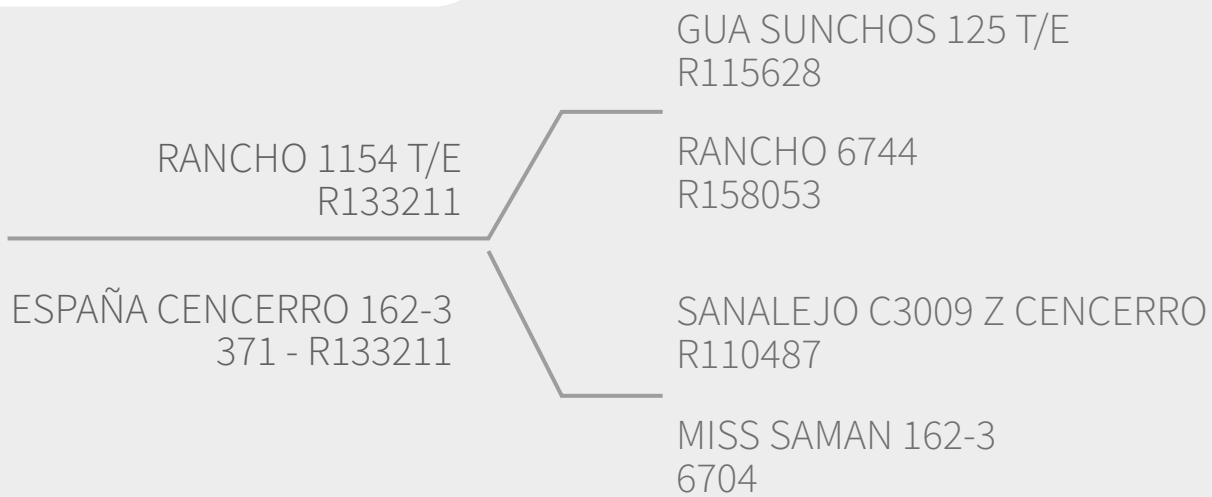 RANCHO 1154 T/E
R133211
ESPAÑA CENCERRO 162-3
371 - R133211
GUA SUNCHOS 125 T/E
R115628
RANCHO 6744
R158053
SANALEJO C3009 Z CENCERRO
R110487
MISS SAMAN 162-3
6704